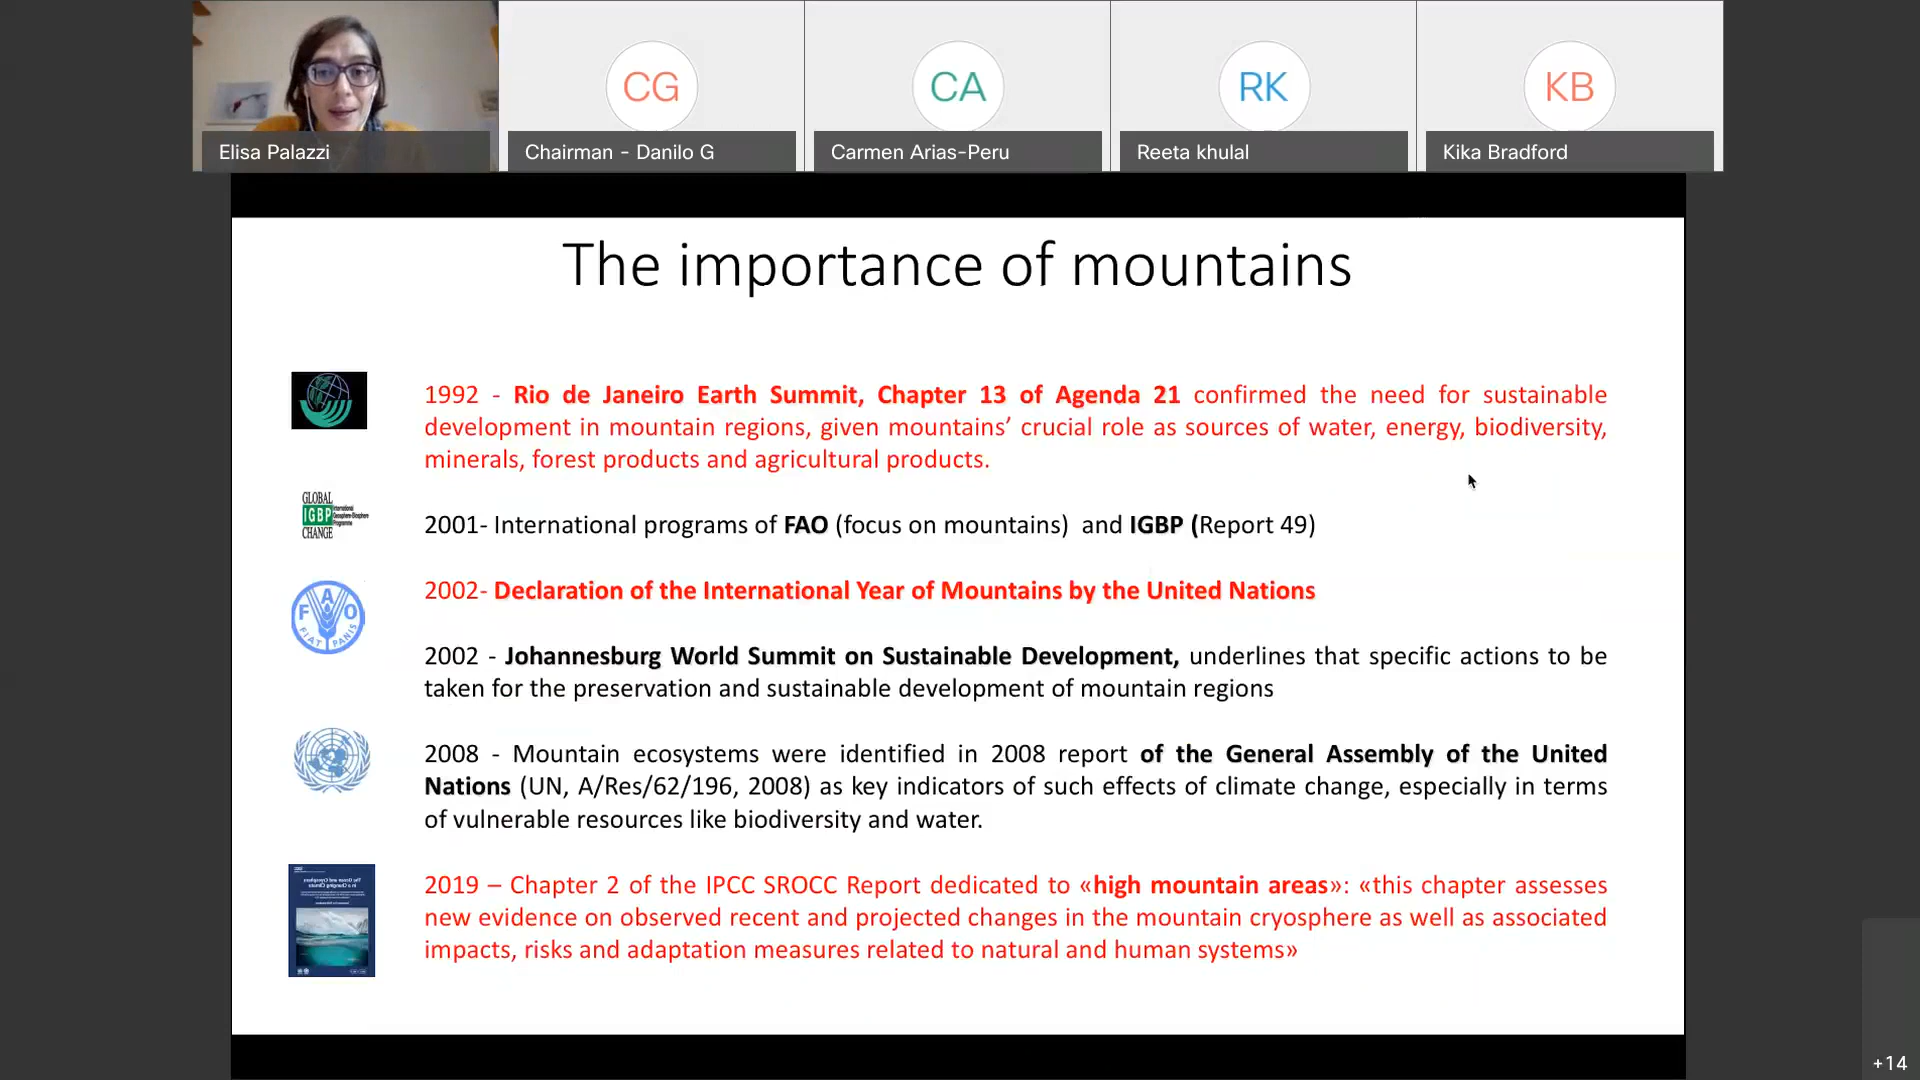 CG
CA
RK
KB
Elisa Palazzi
Chairman - Danilo G
Carmen Arias-Peru
Reeta khulal
Kika Bradford
The importance of mountains
1992 - Rio de Janeiro Earth Summit, Chapter 13 of Agenda 21 confirmed the need for sustainable
development in mountain regions, given mountains’ crucial role as sources of water, energy, biodiversity,
minerals, forest products and agricultural products.
GLOBAL
IGBP
CHANGE
2001- International programs of FAO (focus on mountains) and IGBP (Report 49)
2002- Declaration of the International Year of Mountains by the United Nations
FAO
FIAT PANIS
2002 - Johannesburg World Summit on Sustainable Development, underlines that specific actions to be
taken for the preservation and sustainable development of mountain regions
2008 - Mountain ecosystems were identified in 2008 report of the General Assembly of the United
Nations (UN, A/Res/62/196, 2008) as key indicators of such effects of climate change, especially in terms
of vulnerable resources like biodiversity and water.
2019 – Chapter 2 of the IPCC SROCC Report dedicated to «high mountain areas»: «this chapter assesses
new evidence on observed recent and projected changes in the mountain cryosphere as well as associated
impacts, risks and adaptation measures related to natural and human systems»
+14